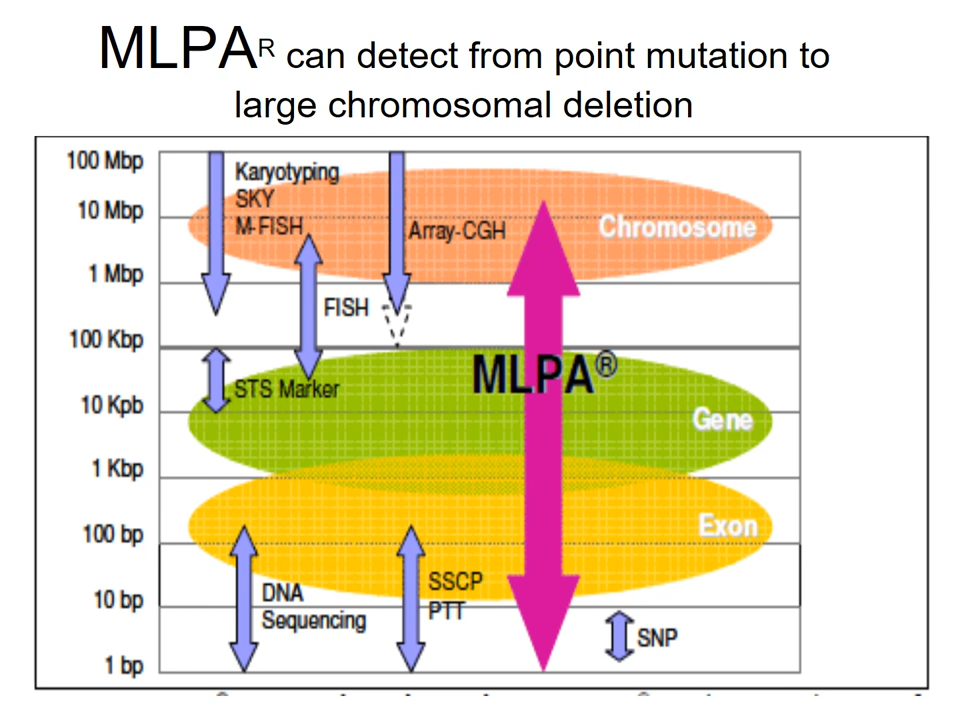 MLPAR can detect from point mutation to
large chromosomal deletion
100 Mbp
Karyotyping
SKY
M-FISH
10 Mbp
Array-CGH
Chromosome
1 Mbp
FISH
100 Kbp
MLPA®
STS Marker
10 Kpb
Gene
1 Kbp
Exon
100 bp
DNA
Sequencing
SSCP
PTT
10 bp
SNP
1 bp